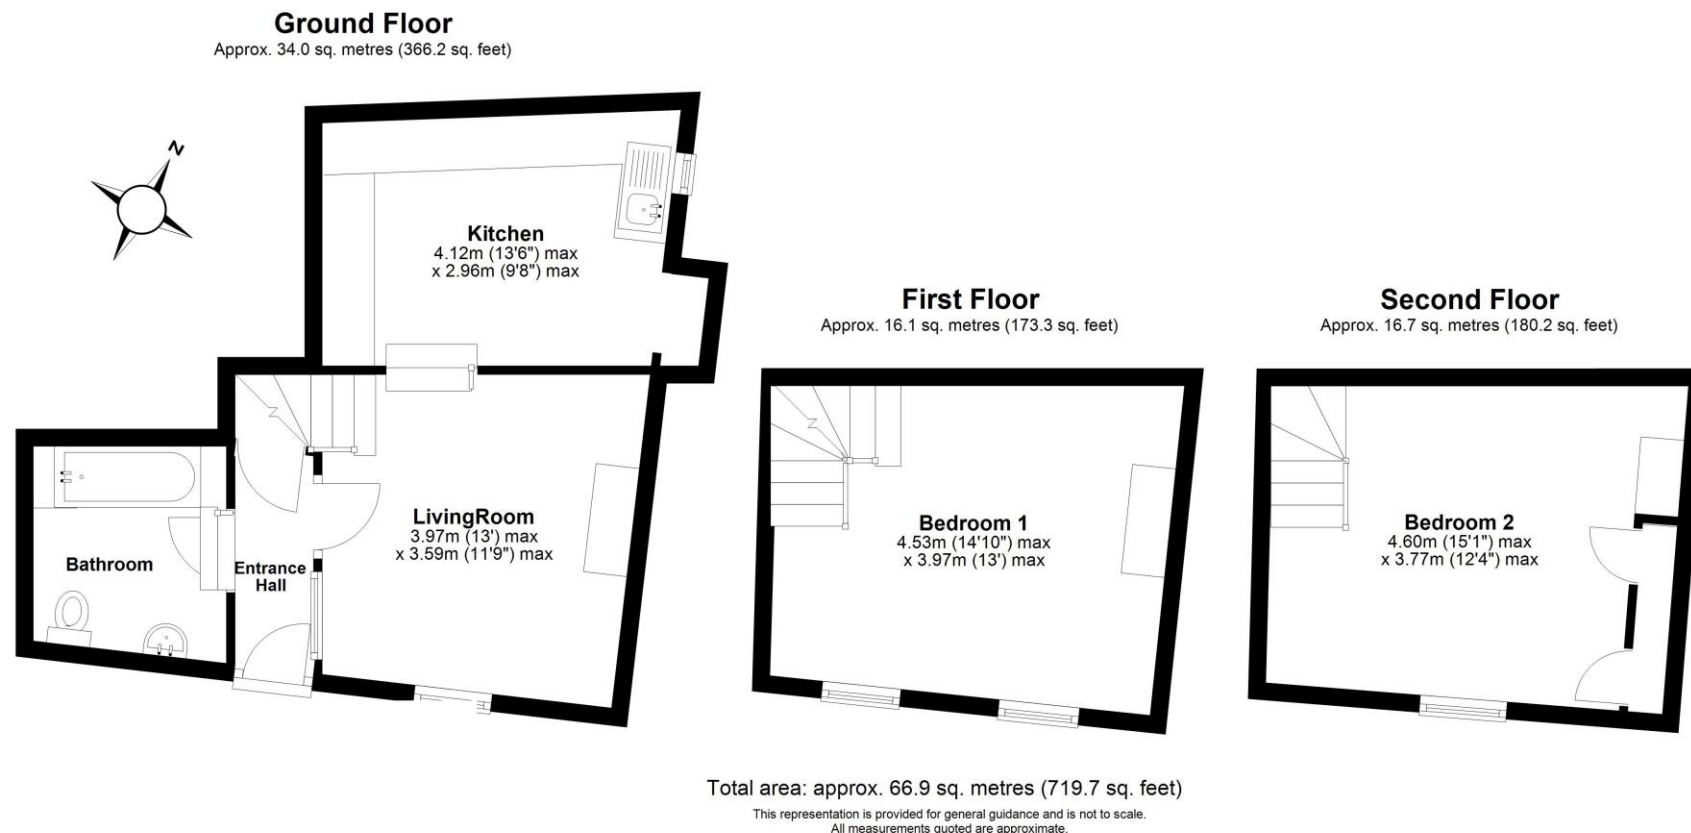 Ground Floor
Approx. 34.0 sq. metres (366.2 sq. feet)
N
Kitchen
4.12m (13'6") max
x 2.96m (9'8") max
LivingRoom
3.97m (13') max
x 3.59m (11'9") max
Bathroom
Entrance
Hall
First Floor
Approx. 16.1 sq. metres (173.3 sq. feet)
Bedroom 1
4.53m (14'10") max
x 3.97m (13') max
Second Floor
Approx. 16.7 sq. metres (180.2 sq. feet)
Bedroom 2
4.60m (15'1") max
x 3.77m (12'4") max
Total area: approx. 66.9 sq. metres (719.7 sq. feet)
This representation is provided for general guidance and is not to scale.
All measurements quoted are approximate.